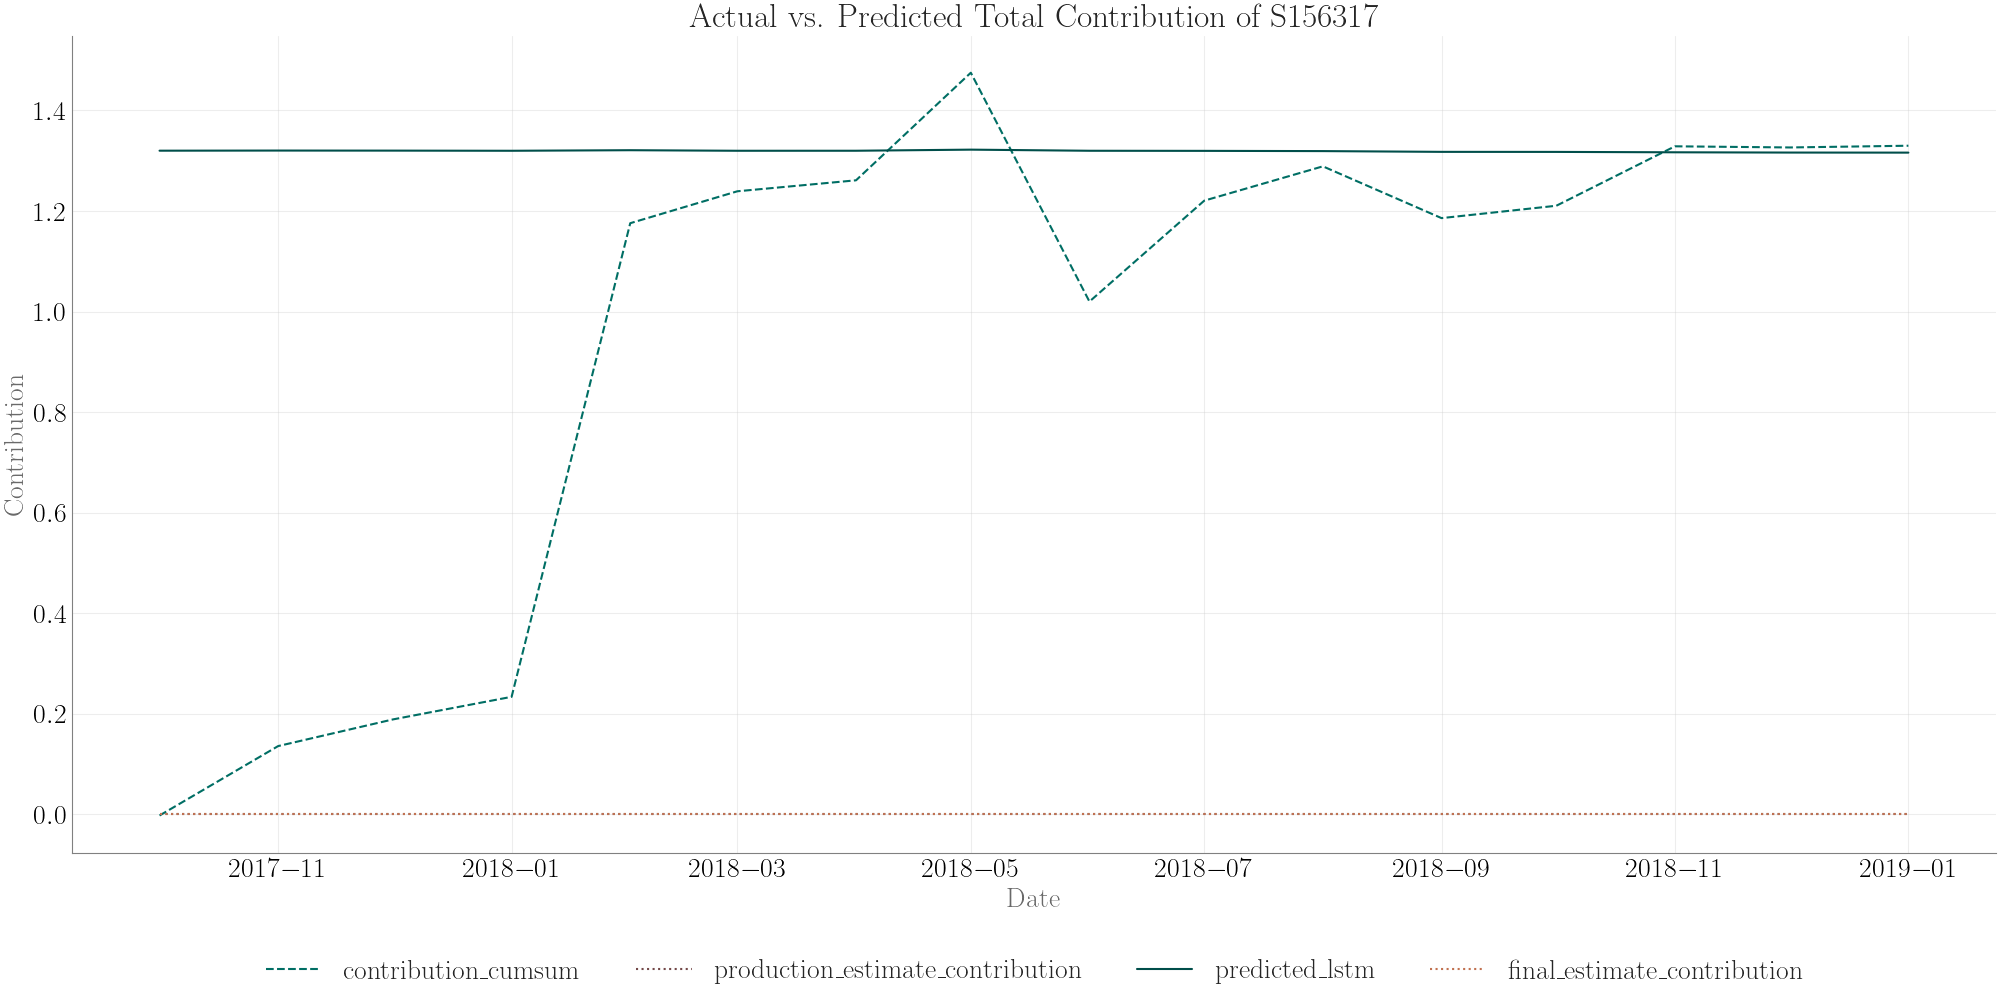 Actual vs. Predicted Total Contribution of S156317
1.4
1.2
1.0
0.8
0.6
0.4
0.2
0.0
Contribution
2017–11 2018–01 2018–03 2018–05 2018–07 2018–09 2018–11 2019–01
Date
contribution_cumsum production_estimate_contribution predicted_lstm final_estimate_contribution